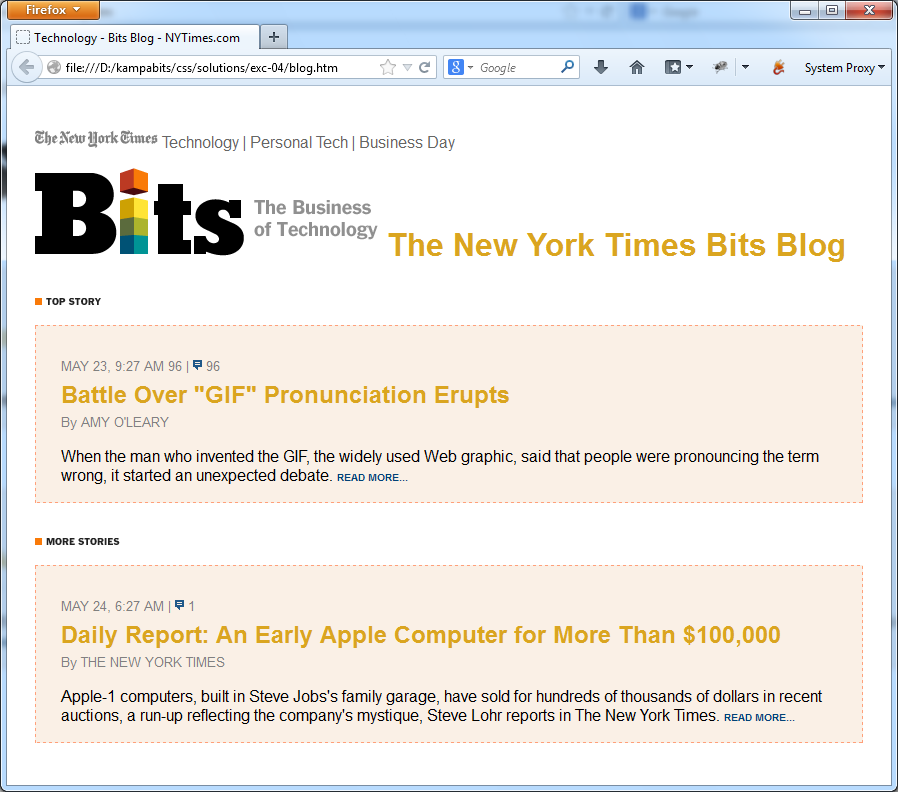 Firefox
Technology - Bits Blog - NYTimes.com
file:///D:/kampabits/css/solutions/exc-04/blog.htm
Google
System Proxy
The New York Times Technology | Personal Tech | Business Day
Bits The Business of Technology The New York Times Bits Blog
TOP STORY
MAY 23, 9:27 AM 96 | 96
Battle Over "GIF" Pronunciation Erupts
By AMY O'LEARY
When the man who invented the GIF, the widely used Web graphic, said that people were pronouncing the term
wrong, it started an unexpected debate. READ MORE...
MORE STORIES
MAY 24, 6:27 AM | 1
Daily Report: An Early Apple Computer for More Than $100,000
By THE NEW YORK TIMES
Apple-1 computers, built in Steve Jobs's family garage, have sold for hundreds of thousands of dollars in recent
auctions, a run-up reflecting the company's mystique, Steve Lohr reports in The New York Times. READ MORE...